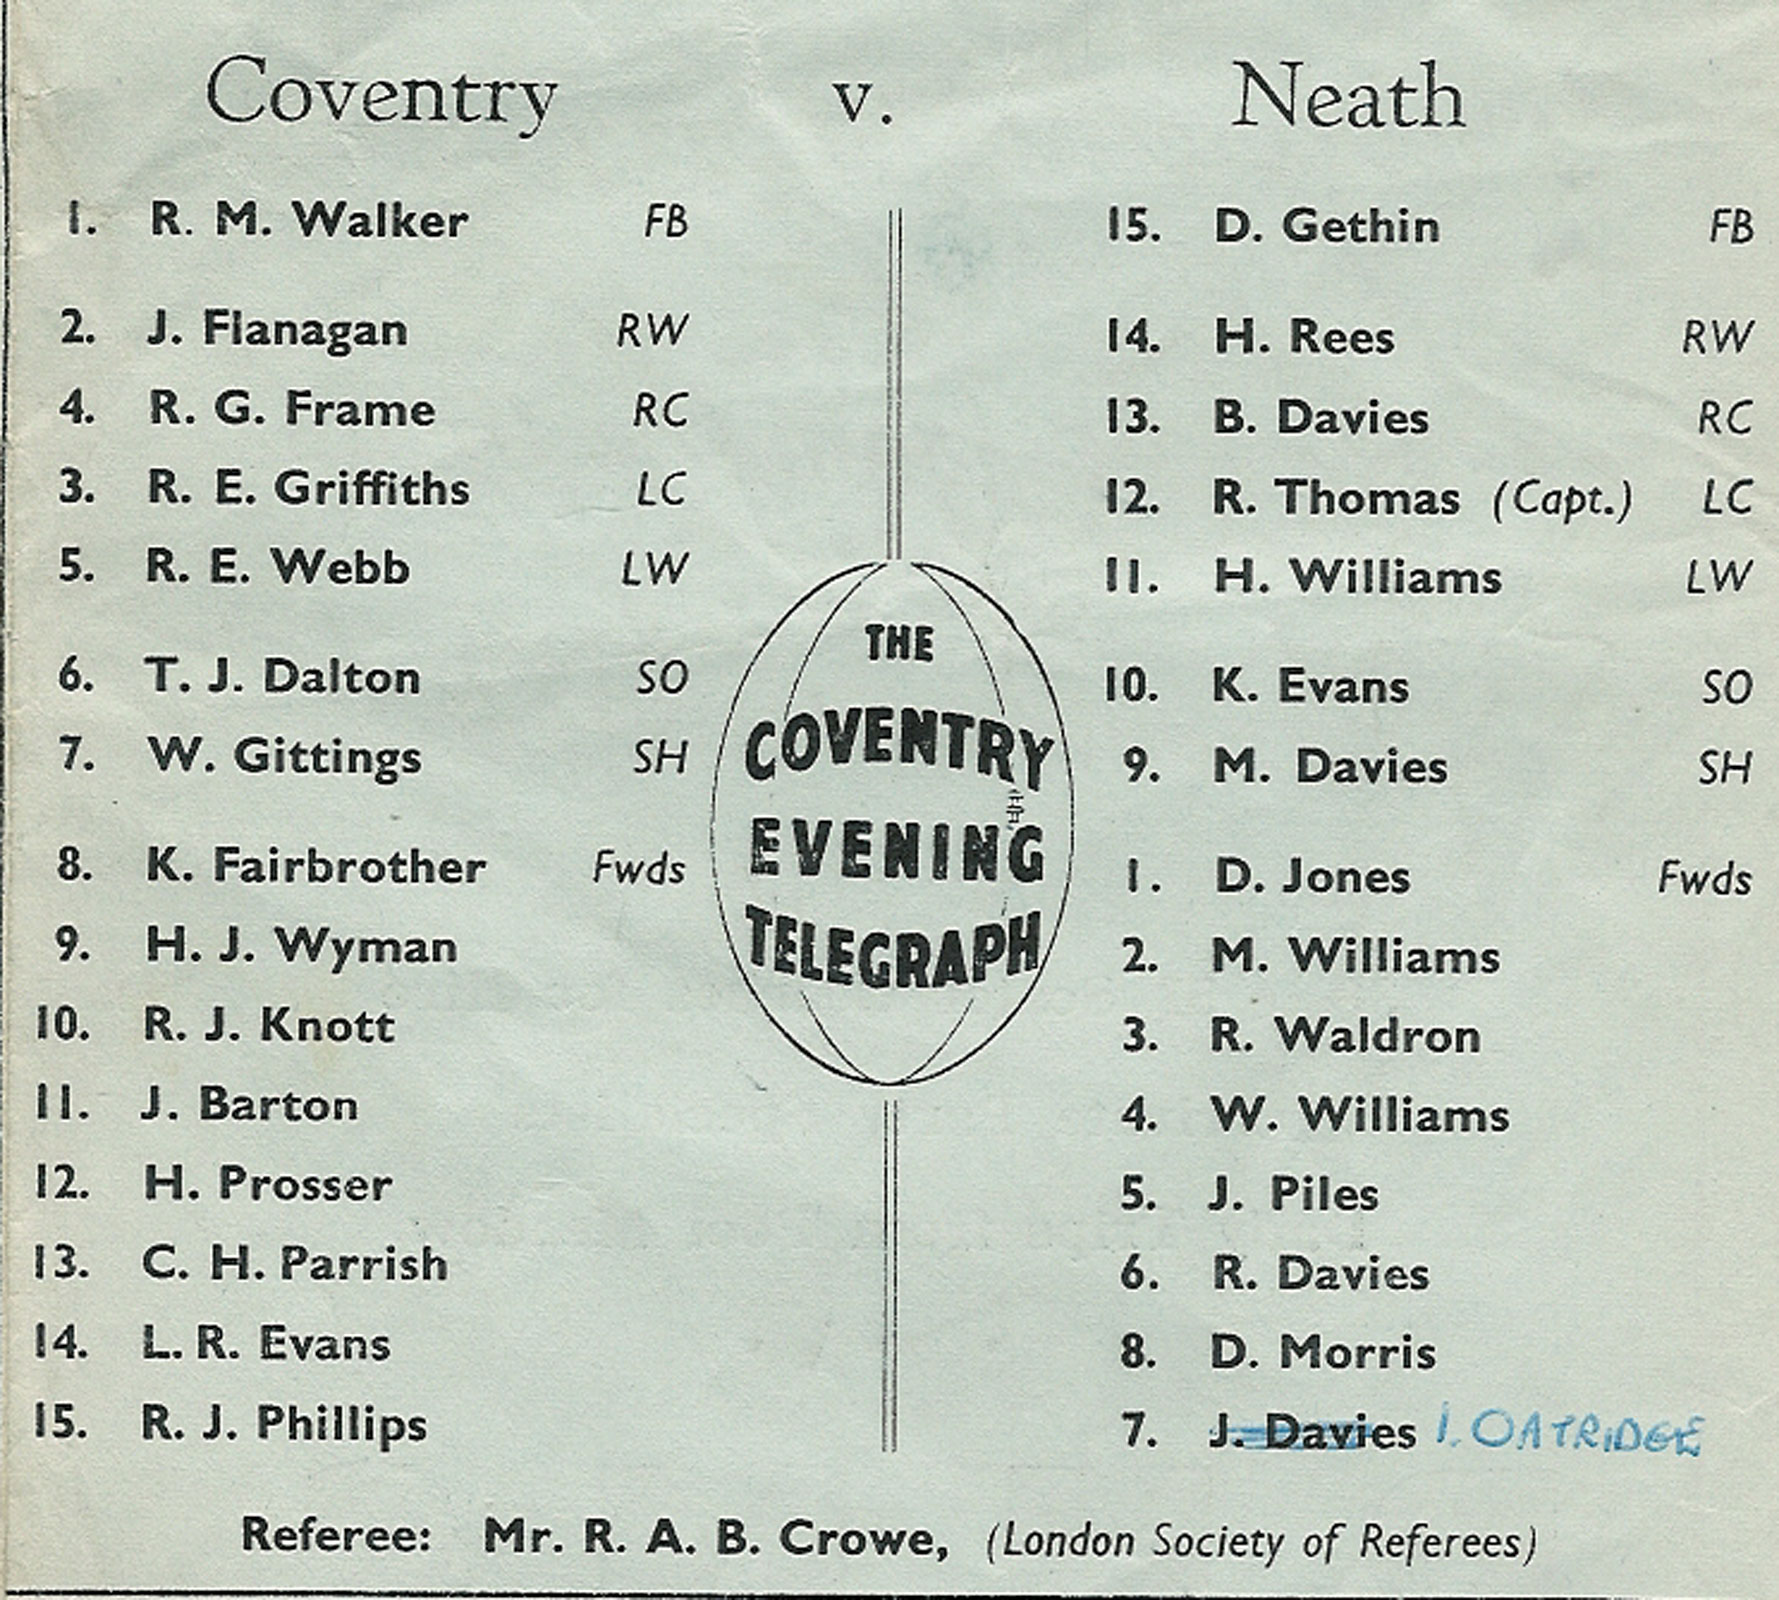 Coventry v. Neath
1. R. M. Walker FB
2. J. Flanagan RW
4. R. G. Frame RC
3. R. E. Griffiths LC
5. R. E. Webb LW
6. T. J. Dalton SO
7. W. Gittings SH
8. K. Fairbrother Fwds
9. H. J. Wyman
10. R. J. Knott
11. J. Barton
12. H. Prosser
13. C. H. Parrish
14. L. R. Evans
15. R. J. Phillips
THE
COVENTRY
EVENING
TELEGRAPH
15. D. Gethin FB
14. H. Rees RW
13. B. Davies RC
12. R. Thomas (Capt.) LC
11. H. Williams LW
10. K. Evans SO
9. M. Davies SH
1. D. Jones Fwds
2. M. Williams
3. R. Waldron
4. W. Williams
5. J. Piles
6. R. Davies
8. D. Morris
7. J. Davies I. OATRIDGE
Referee: Mr. R. A. B. Crowe, (London Society of Referees)